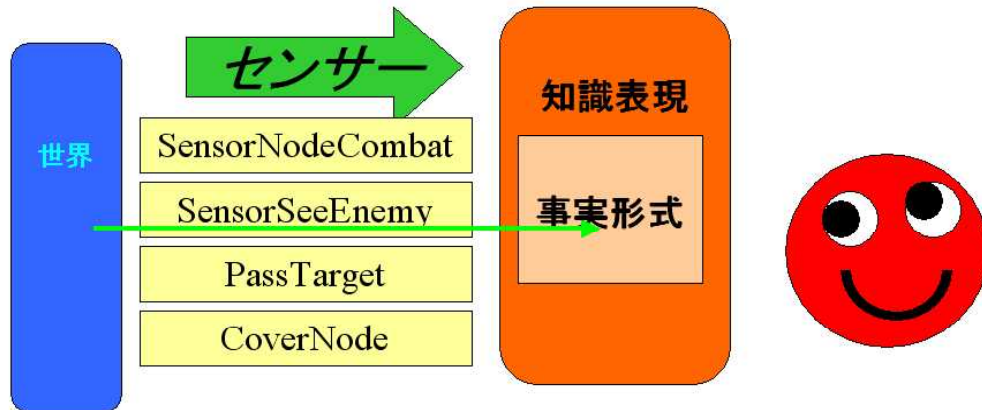 センサー
世界
SensorNodeCombat
SensorSeeEnemy
PassTarget
CoverNode
知識表現
事実形式